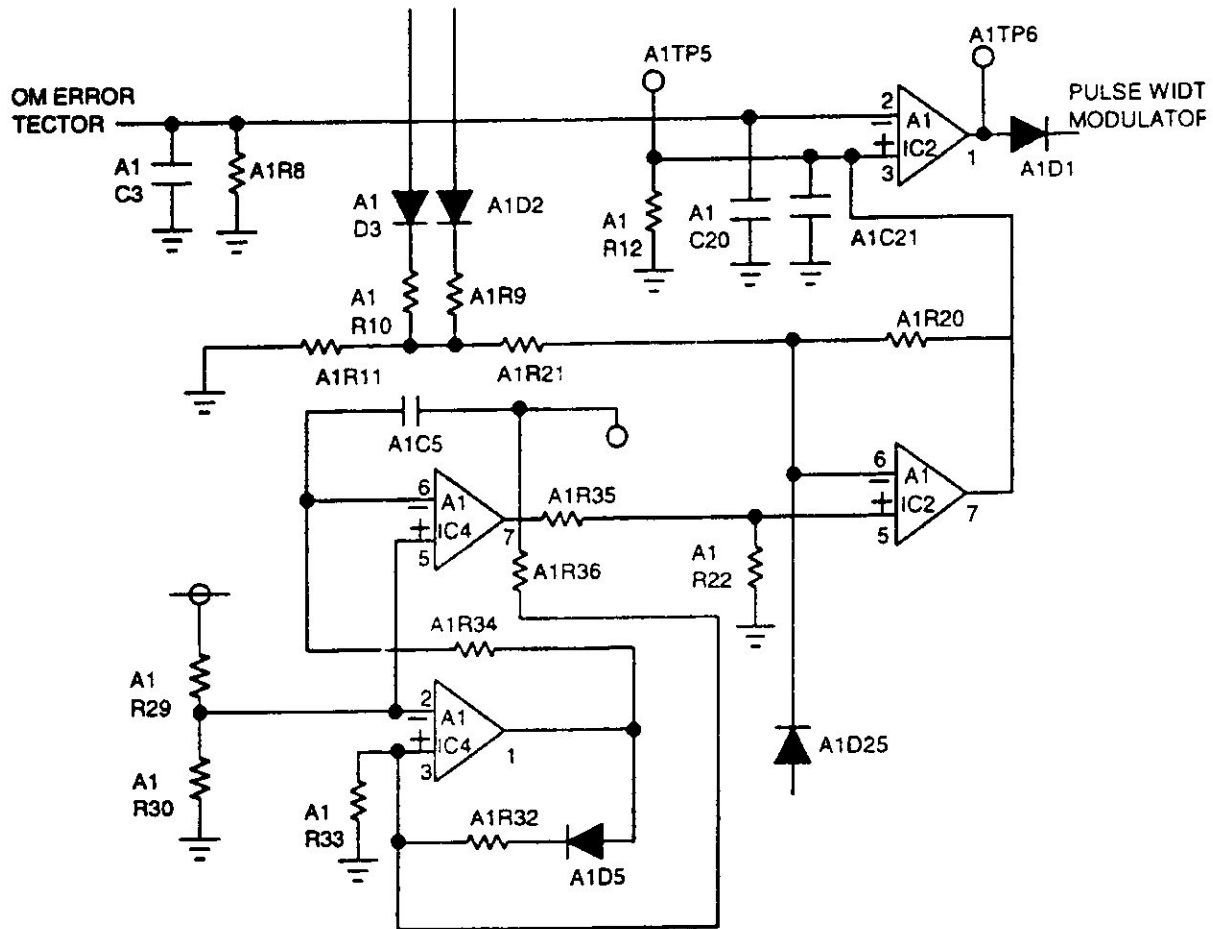 A1TP6
A1TP5
OM ERROR
TECTOR
PULSE WIDT
MODULATOF
2
−
A1
+
IC2
3
1
A1D1
A1
C3
A1R8
A1
D3
A1D2
A1
R12
A1
C20
A1C21
A1
R10
A1R9
A1R20
A1R11
A1R21
A1C5
6
−
A1
+
IC4
5
7
A1R35
6
−
A1
+
IC2
5
7
A1R36
A1
R22
A1R34
A1
R29
2
−
A1
+
IC4
3
1
A1D25
A1
R30
A1
R33
A1R32
A1D5